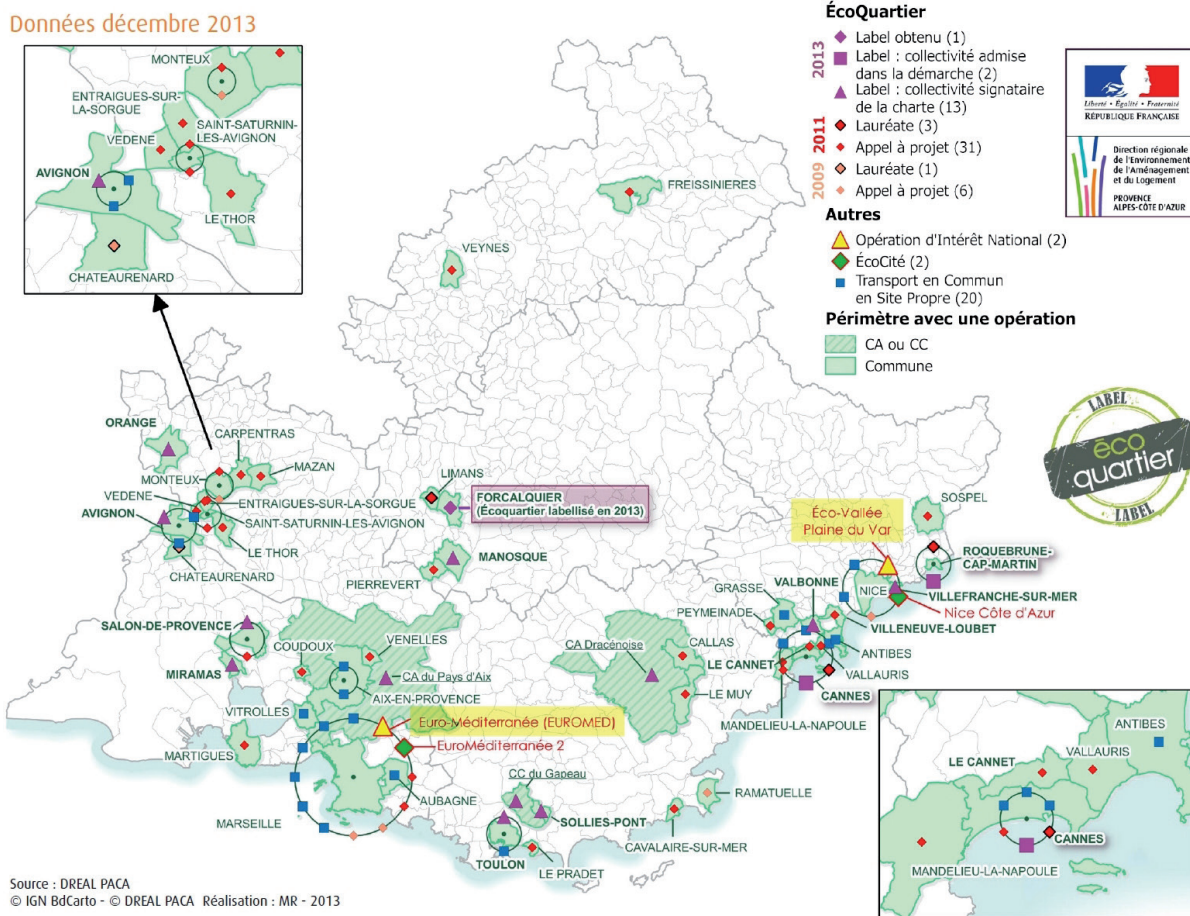 Données décembre 2013
MONTEUX
ENTRAIGUES-SUR-
LA-SORGUE
SAINT-SATURNIN-
LES-AVIGNON
VEDENE
AVIGNON
LE THOR
CHATEAURENARD
ÉcoQuartier
2013
Label obtenu (1)
Label : collectivité admise
dans la démarche (2)
Label : collectivité signataire
de la charte (13)
2011
Lauréate (3)
Appel à projet (31)
2009
Lauréate (1)
Appel à projet (6)
Autres
Opération d'Intérêt National (2)
ÉcoCité (2)
Transport en Commun
en Site Propre (20)
Périmètre avec une opération
CA ou CC
Commune
Liberté • Égalité • Fraternité
RÉPUBLIQUE FRANÇAISE
Direction régionale
de l'Environnement
de l'Aménagement
et du Logement
PROVENCE
ALPES-CÔTE D'AZUR
LABEL
éco
quartier
LABEL
FREISSINIERES
VEYNES
ORANGE
CARPENTRAS
MAZAN
MONTEUX
VEDENE
ENTRAIGUES-SUR-LA-SORGUE
AVIGNON
SAINT-SATURNIN-LES-AVIGNON
LE THOR
CHATEAURENARD
LIMANS
FORCALQUIER
(Écoquartier labellisé en 2013)
MANOSQUE
PIERREVERT
SOSPEL
Éco-Vallée
Plaine du Var
ROQUEBRUNE-
CAP-MARTIN
GRASSE
VALBONNE
NICE
VILLEFRANCHE-SUR-MER
Nice Côte d'Azur
PEYMEINADE
VILLENEUVE-LOUBET
ANTIBES
LE CANNET
VALLAURIS
CANNES
MANDELIEU-LA-NAPOULE
SALON-DE-PROVENCE
COUDOUX
VENELLES
MIRAMAS
CA du Pays d'Aix
AIX-EN-PROVENCE
VITROLLES
CA Dracénoise
CALLAS
LE MUY
Euro-Méditerranée (EUROMED)
EuroMéditerranée 2
MARTIGUES
CC du Gapeau
AUBAGNE
MARSEILLE
SOLLIES-PONT
RAMATUELLE
CAVALAIRE-SUR-MER
TOULON
LE PRADET
ANTIBES
VALLAURIS
LE CANNET
CANNES
MANDELIEU-LA-NAPOULE
Source : DREAL PACA
© IGN BdCarto - © DREAL PACA Réalisation : MR - 2013